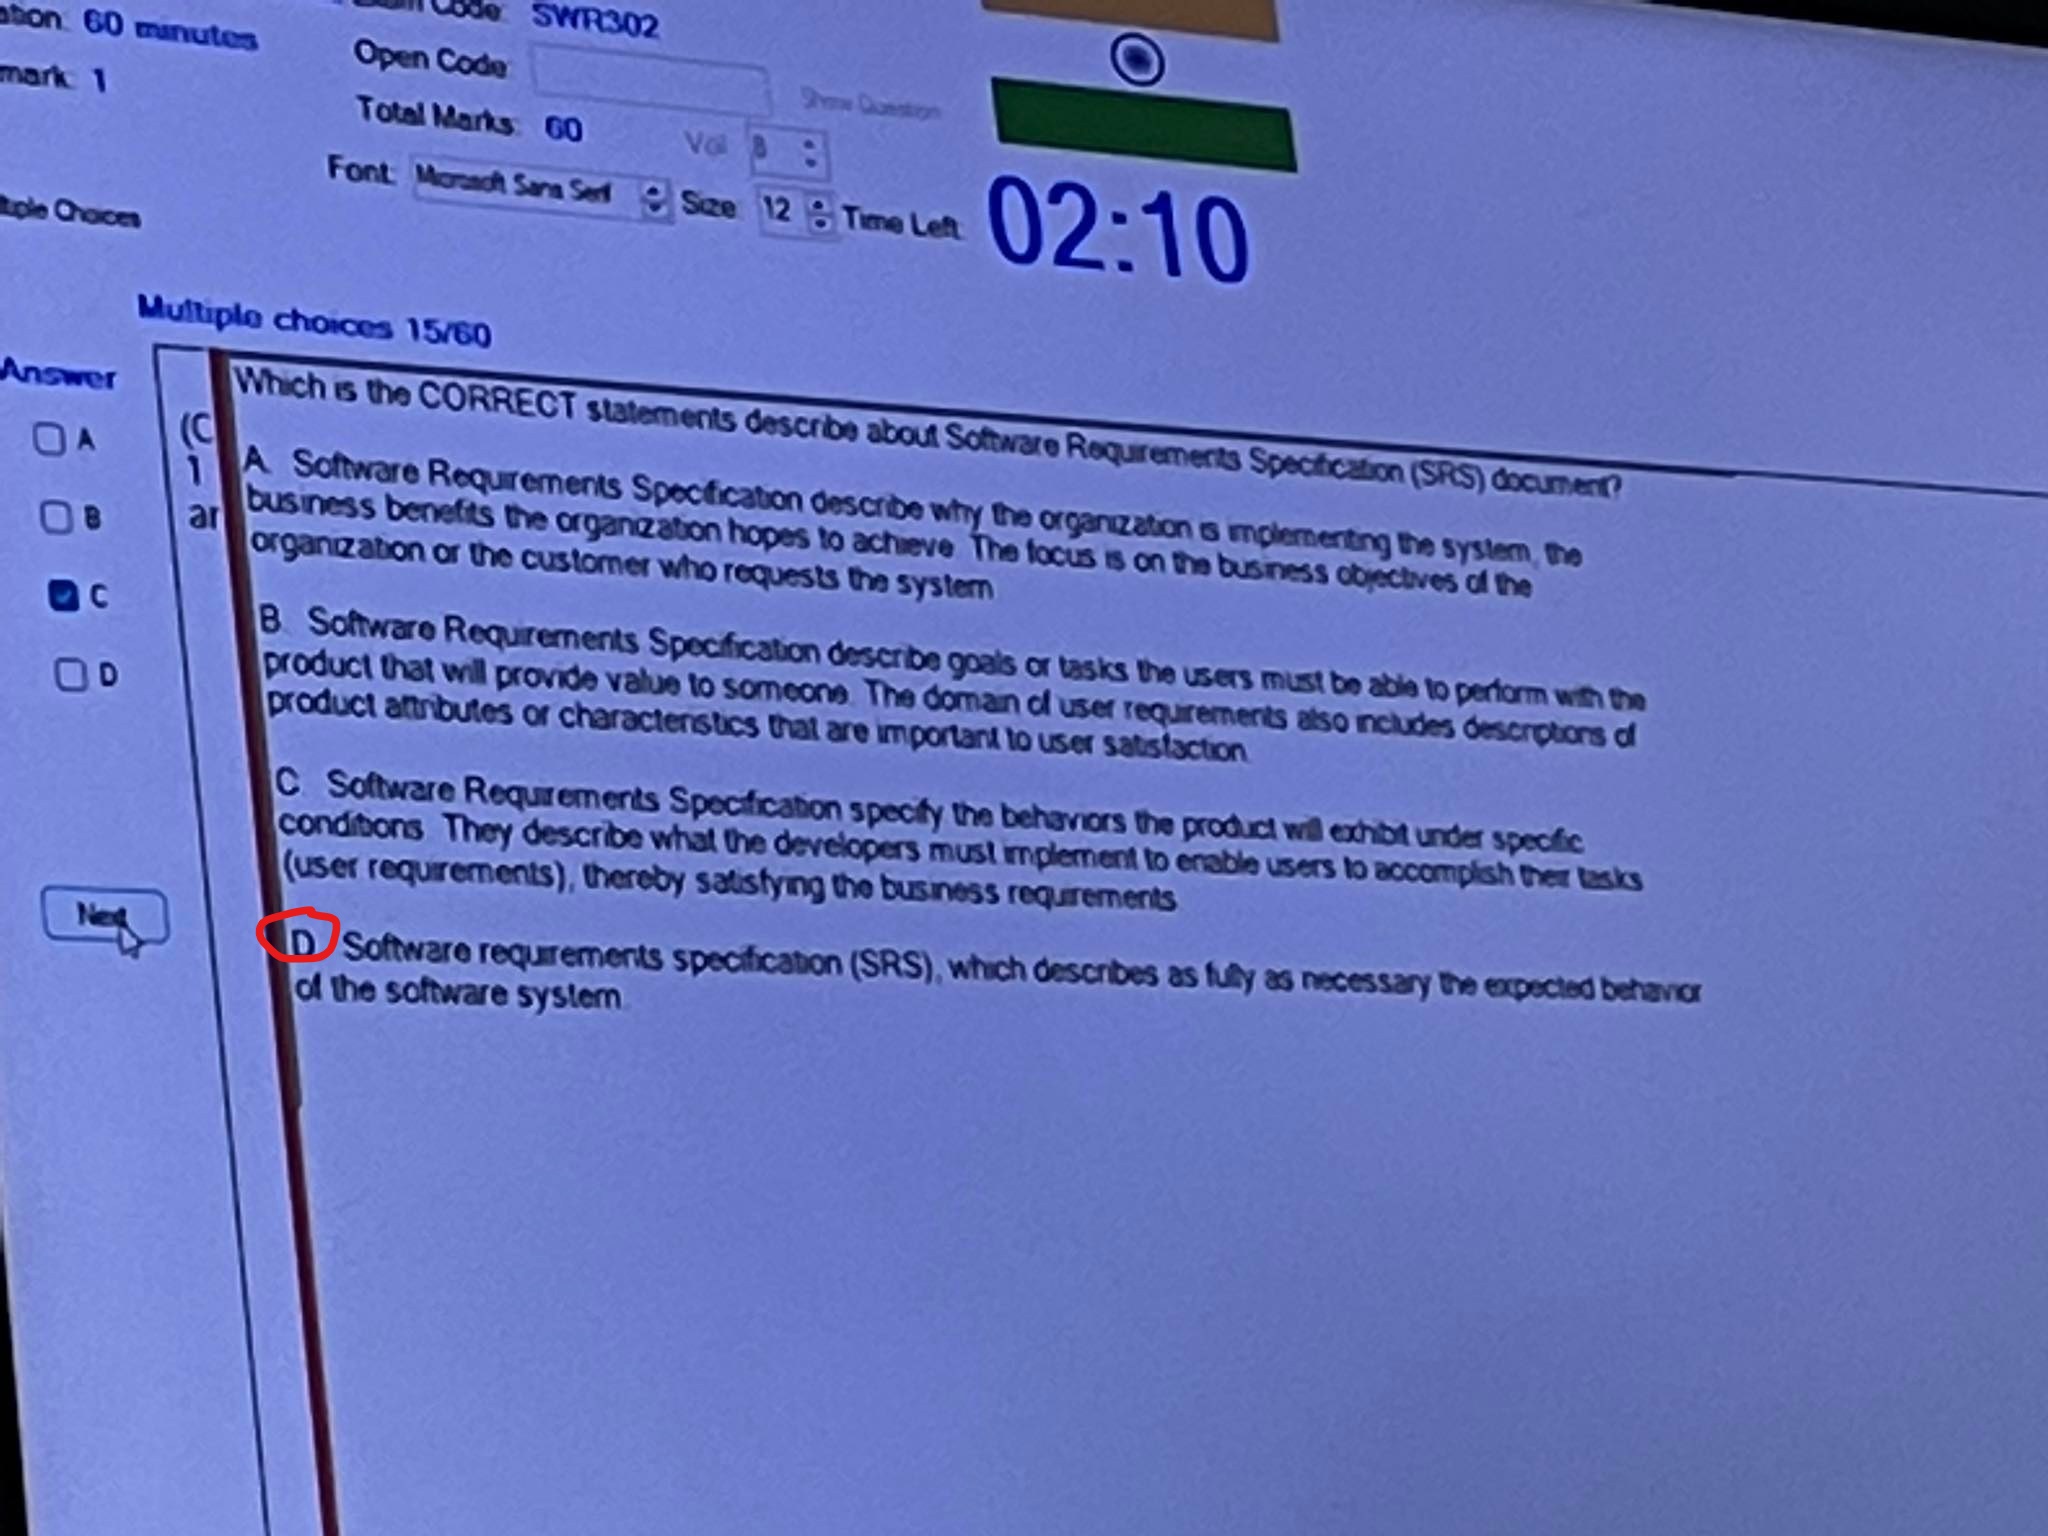 60 minutes
Code: SWR302
mark: 1
Open Code:
Show Question
Total Marks: 60
Vol 8
Font: Microsoft Sans Serif Size 12 Time Left: 02:10
Choices
Multiple choices 15/60
Answer
A
B
C
D
Next
(C
1
ar
Which is the CORRECT statements describe about Software Requirements Specification (SRS) document?
A. Software Requirements Specification describe why the organization is implementing the system, the
business benefits the organization hopes to achieve. The focus is on the business objectives of the
organization or the customer who requests the system
B. Software Requirements Specification describe goals or tasks the users must be able to perform with the
product that will provide value to someone. The domain of user requirements also includes descriptions of
product attributes or characteristics that are important to user satisfaction.
C. Software Requirements Specification specify the behaviors the product will exhibit under specific
conditions. They describe what the developers must implement to enable users to accomplish their tasks
(user requirements), thereby satisfying the business requirements
D. Software requirements specification (SRS), which describes as fully as necessary the expected behavior
of the software system.